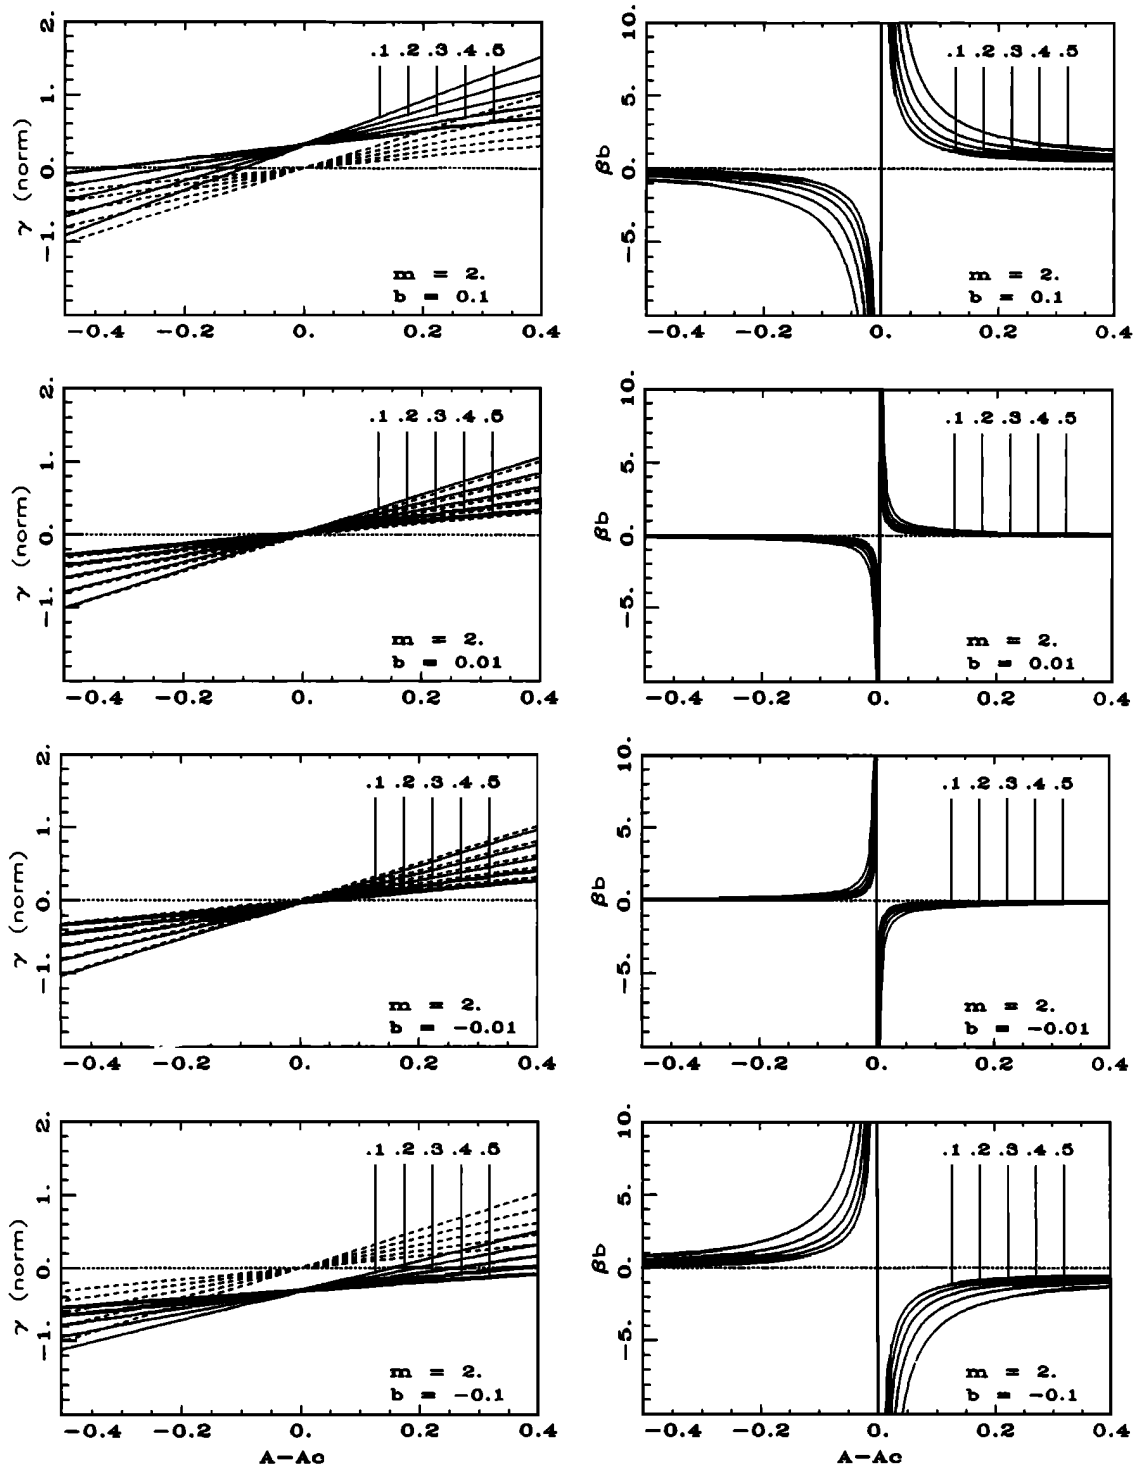 2.
1.
0.
−1.
γ (norm)
.1 .2 .3 .4 .5
m = 2.
b = 0.1
−0.4 −0.2 0. 0.2 0.4
10.
5.
0.
−5.
βb
.1 .2 .3 .4 .5
m = 2.
b = 0.1
−0.4 −0.2 0. 0.2 0.4
2.
1.
0.
−1.
γ (norm)
.1 .2 .3 .4 .5
m = 2.
b = 0.01
−0.4 −0.2 0. 0.2 0.4
10.
5.
0.
−5.
βb
.1 .2 .3 .4 .5
m = 2.
b = 0.01
−0.4 −0.2 0. 0.2 0.4
2.
1.
0.
−1.
γ (norm)
.1 .2 .3 .4 .5
m = 2.
b = −0.01
−0.4 −0.2 0. 0.2 0.4
10.
5.
0.
−5.
βb
.1 .2 .3 .4 .5
m = 2.
b = −0.01
−0.4 −0.2 0. 0.2 0.4
2.
1.
0.
−1.
γ (norm)
.1 .2 .3 .4 .5
m = 2.
b = −0.1
−0.4 −0.2 0. 0.2 0.4
A−Ac
10.
5.
0.
−5.
βb
.1 .2 .3 .4 .5
m = 2.
b = −0.1
−0.4 −0.2 0. 0.2 0.4
A−Ac